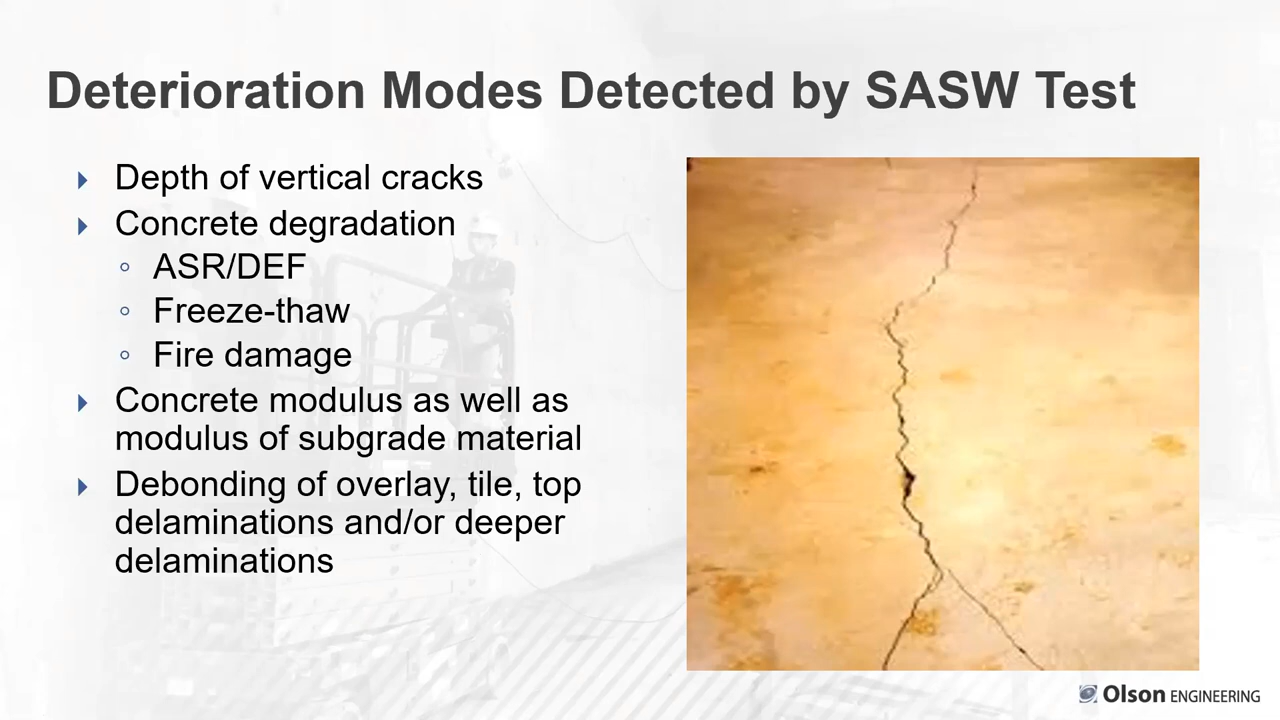 Deterioration Modes Detected by SASW Test
Depth of vertical cracks
Concrete degradation
ASR/DEF
Freeze-thaw
Fire damage
Concrete modulus as well as
modulus of subgrade material
Debonding of overlay, tile, top
delaminations and/or deeper
delaminations
Olson ENGINEERING